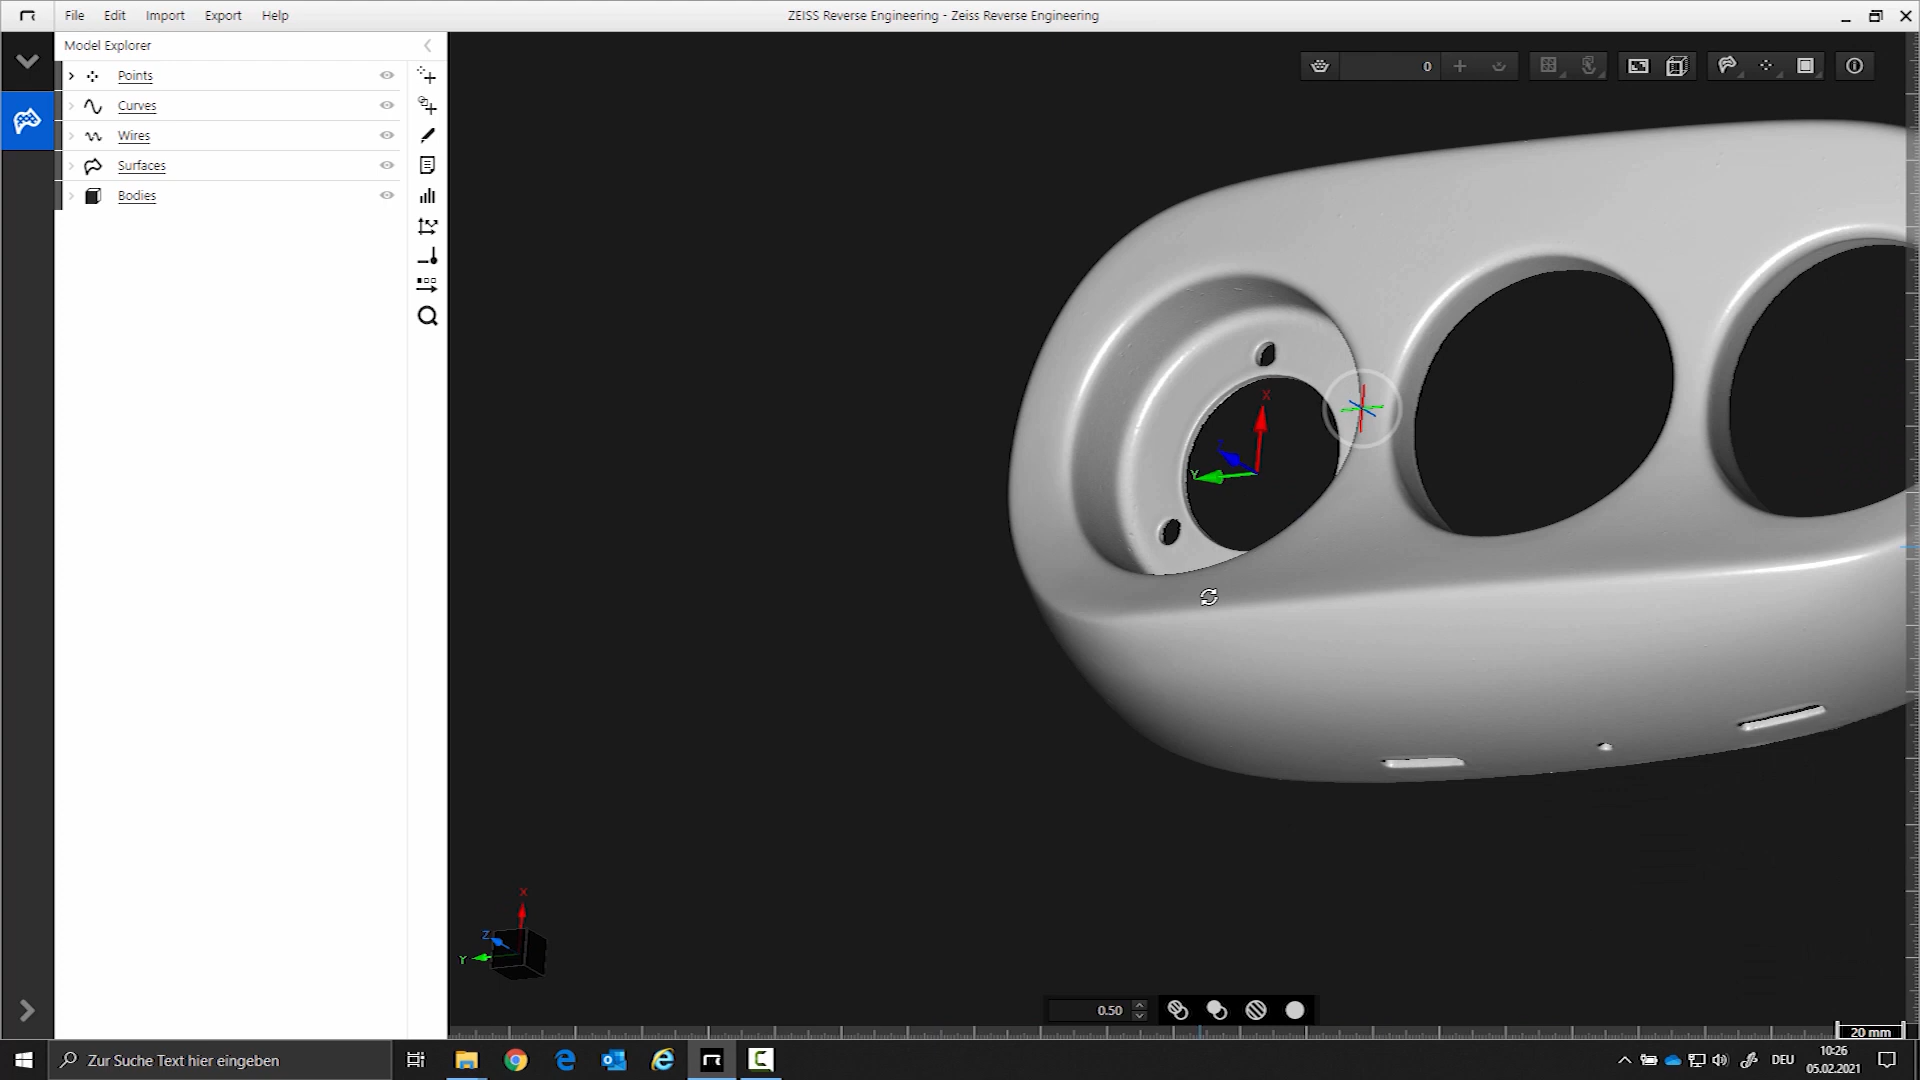 File Edit Import Export Help
ZEISS Reverse Engineering - Zeiss Reverse Engineering
Model Explorer
Points
Curves
Wires
Surfaces
Bodies
0
X
Y
X
Z
Y
0.50
20 mm
Zur Suche Text hier eingeben
DEU
10:26
05.02.2021